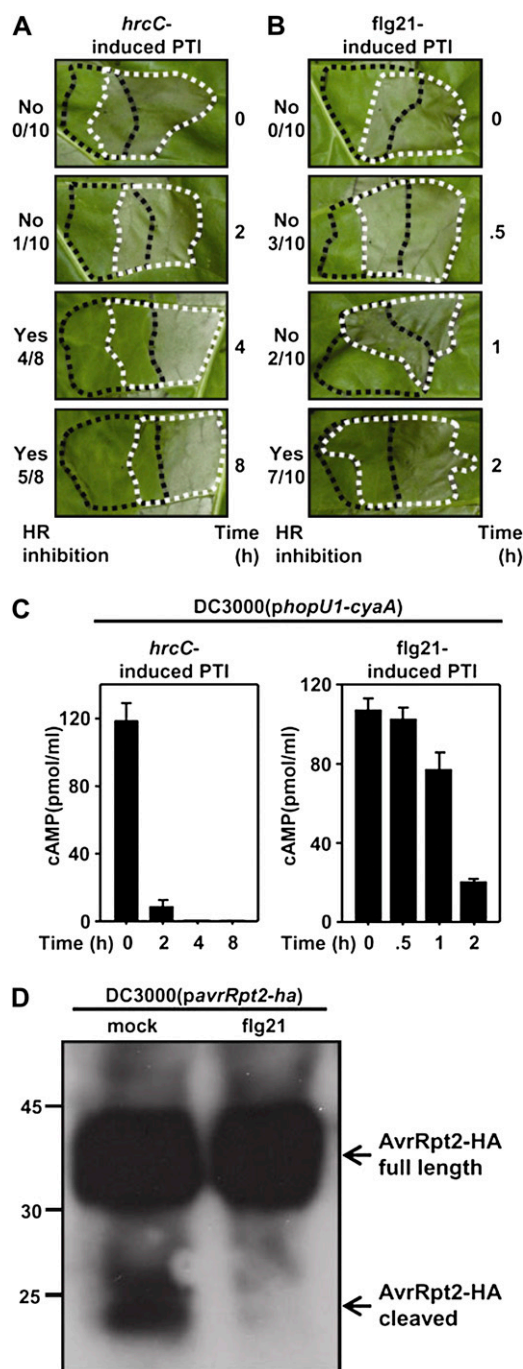 A
hrcC-
induced PTI
No
0/10
0
No
1/10
2
Yes
4/8
4
Yes
5/8
8
HR
inhibition
Time
(h)
B
flg21-
induced PTI
No
0/10
0
No
3/10
.5
No
2/10
1
Yes
7/10
2
HR
inhibition
Time
(h)
C
DC3000(phopU1-cyaA)
hrcC-
induced PTI
cAMP(pmol/ml)
120
80
40
0
Time (h) 0 2 4 8
flg21-
induced PTI
cAMP(pmol/ml)
120
80
40
0
Time (h) 0 .5 1 2
D
DC3000(pavrRpt2-ha)
mock flg21
45
30
25
AvrRpt2-HA
full length
AvrRpt2-HA
cleaved